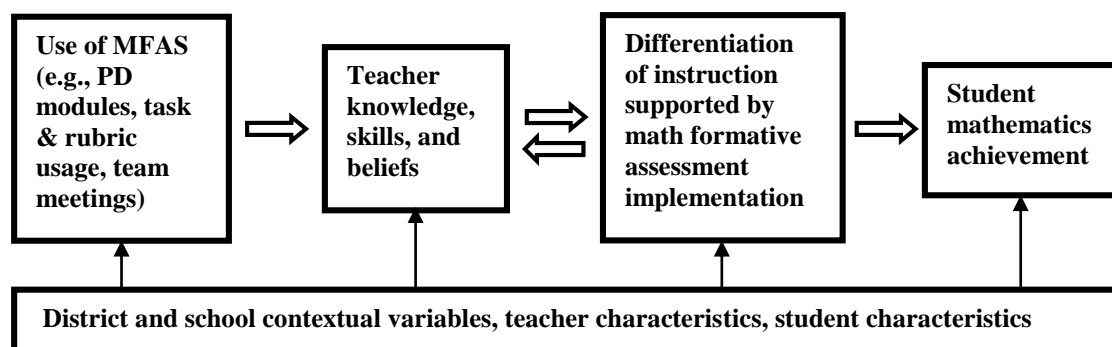 Use of MFAS
(e.g., PD
modules, task
& rubric
usage, team
meetings)
Teacher
knowledge,
skills, and
beliefs
Differentiation
of instruction
supported by
math formative
assessment
implementation
Student
mathematics
achievement
District and school contextual variables, teacher characteristics, student characteristics